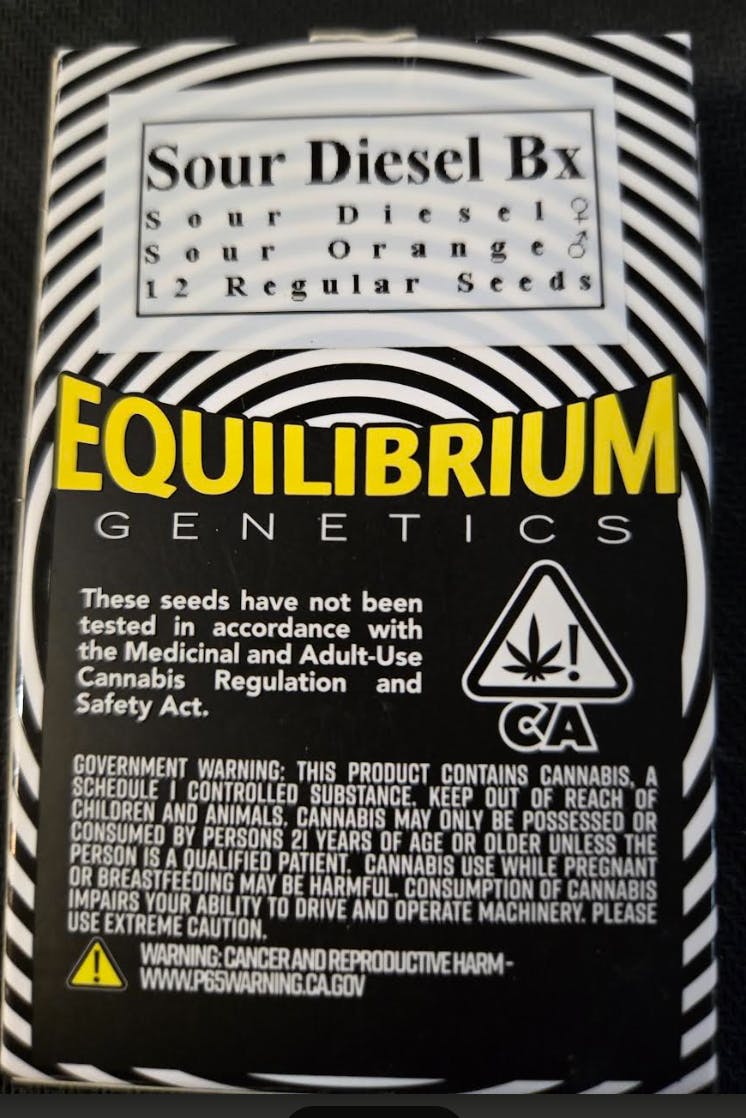 Sour Diesel Bx
Sour Diesel ♀
Sour Orange ♂
12 Regular Seeds
EQUILIBRIUM
GENETICS
These seeds have not been
tested in accordance with
the Medicinal and Adult-Use
Cannabis Regulation and
Safety Act.
!
CA
GOVERNMENT WARNING: THIS PRODUCT CONTAINS CANNABIS, A
SCHEDULE I CONTROLLED SUBSTANCE. KEEP OUT OF REACH OF
CHILDREN AND ANIMALS. CANNABIS MAY ONLY BE POSSESSED OR
CONSUMED BY PERSONS 21 YEARS OF AGE OR OLDER UNLESS THE
PERSON IS A QUALIFIED PATIENT. CANNABIS USE WHILE PREGNANT
OR BREASTFEEDING MAY BE HARMFUL. CONSUMPTION OF CANNABIS
IMPAIRS YOUR ABILITY TO DRIVE AND OPERATE MACHINERY. PLEASE
USE EXTREME CAUTION.
!
WARNING: CANCER AND REPRODUCTIVE HARM -
WWW.P65WARNING.CA.GOV